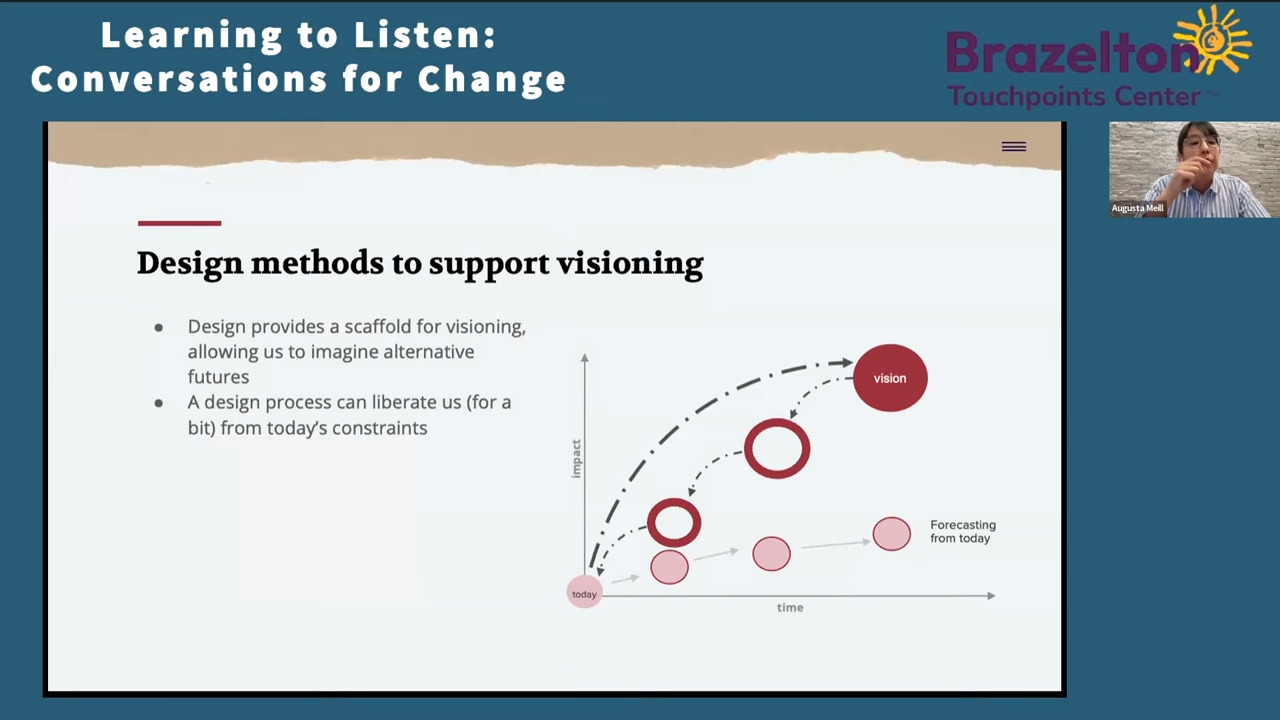 Learning to Listen:
Conversations for Change
Brazelton
Touchpoints Center™
Augusta Meill
Design methods to support visioning
● Design provides a scaffold for visioning,
allowing us to imagine alternative
futures
● A design process can liberate us (for a
bit) from today's constraints
impact
vision
Forecasting
from today
today
time